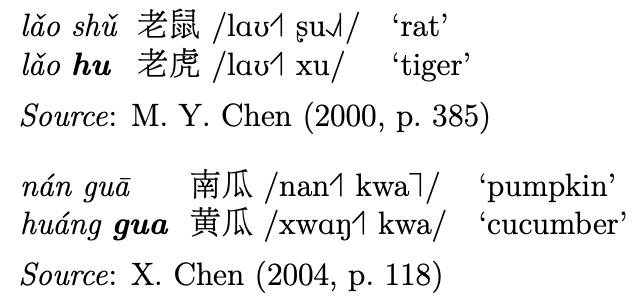 lǎo shǔ 老鼠 /lɑʊ˧˥ ʂu˨˩˦/ ‘rat’
lǎo hu 老虎 /lɑʊ˧˥ xu/ ‘tiger’
Source: M. Y. Chen (2000, p. 385)
nán guā 南瓜 /nan˧˥ kwa˥/ ‘pumpkin’
huáng gua 黄瓜 /xwɑŋ˧˥ kwa/ ‘cucumber’
Source: X. Chen (2004, p. 118)